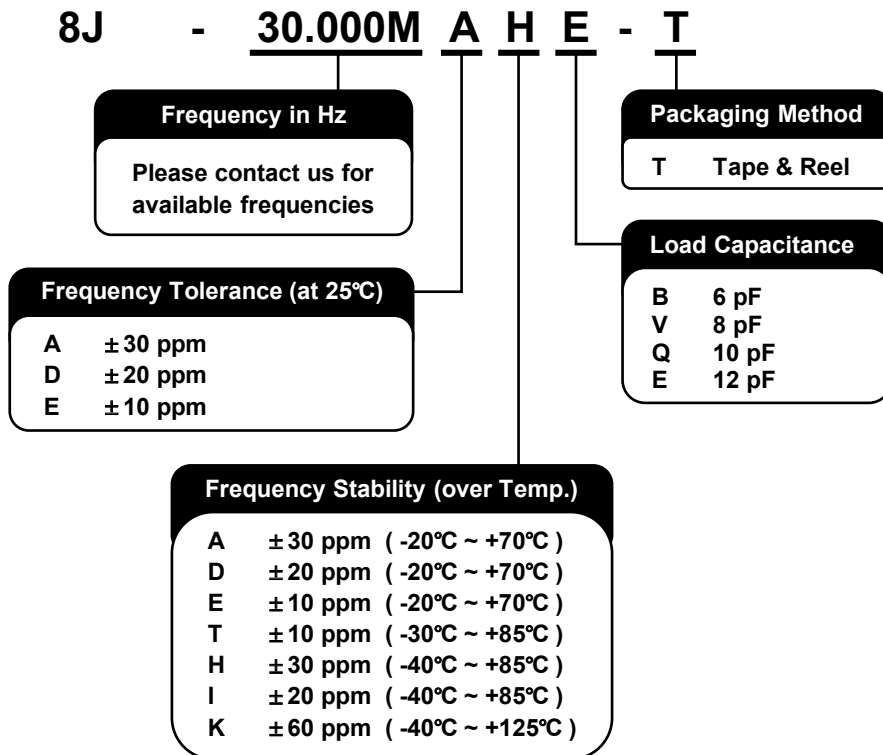 8J - 30.000M A H E - T
Frequency in Hz
Please contact us for
available frequencies
Packaging Method
T Tape & Reel
Load Capacitance
B 6 pF
V 8 pF
Q 10 pF
E 12 pF
Frequency Tolerance (at 25℃)
A ±30 ppm
D ±20 ppm
E ±10 ppm
Frequency Stability (over Temp.)
A ±30 ppm ( -20℃ ~ +70℃ )
D ±20 ppm ( -20℃ ~ +70℃ )
E ±10 ppm ( -20℃ ~ +70℃ )
T ±10 ppm ( -30℃ ~ +85℃ )
H ±30 ppm ( -40℃ ~ +85℃ )
I ±20 ppm ( -40℃ ~ +85℃ )
K ±60 ppm ( -40℃ ~ +125℃ )